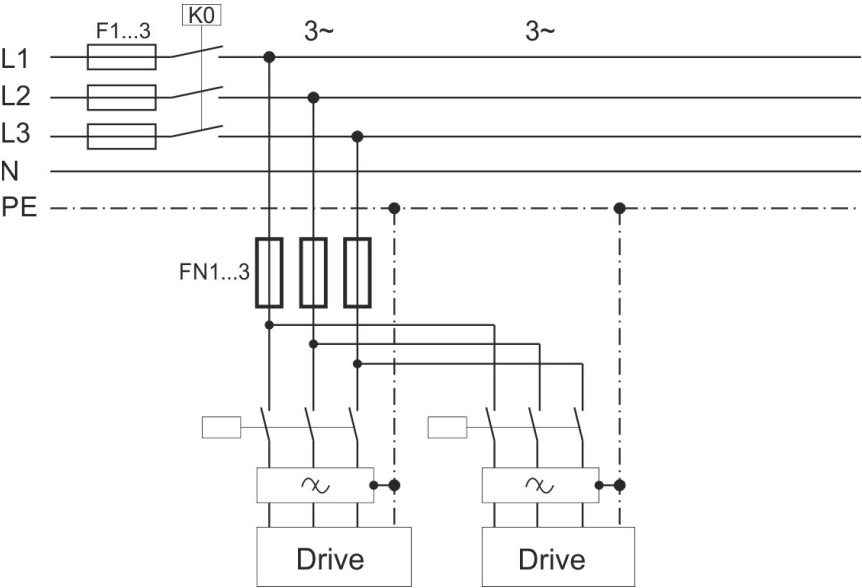 K0
F1...3
3~
3~
L1
L2
L3
N
PE
FN1...3
Drive
Drive